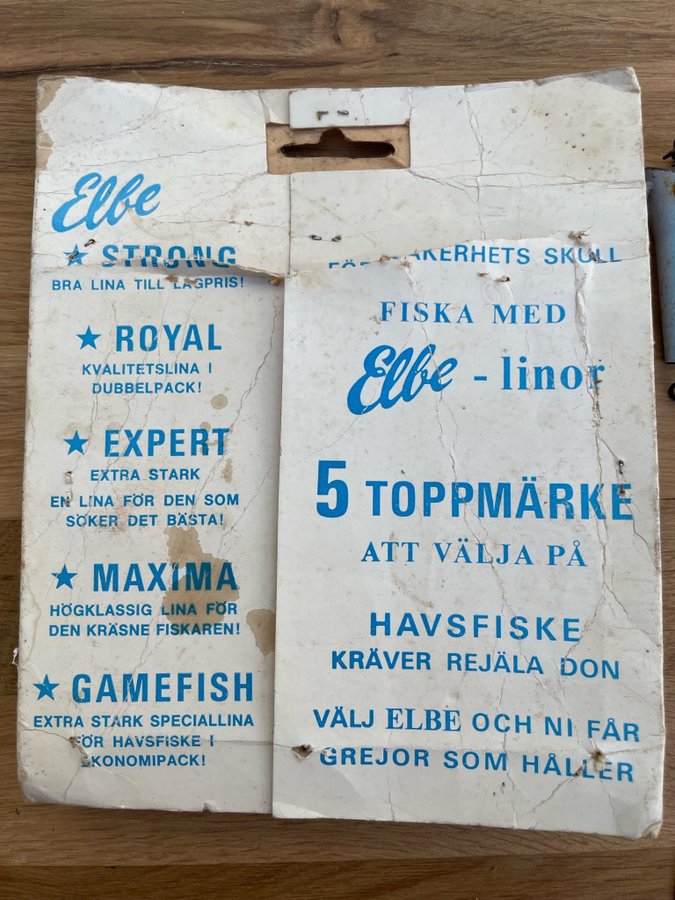 Elbe
★ STRONG
BRA LINA TILL LÅGPRIS!
★ ROYAL
KVALITETSLINA I
DUBBELPACK!
★ EXPERT
EXTRA STARK
EN LINA FÖR DEN SOM
SÖKER DET BÄSTA!
★ MAXIMA
HÖGKLASSIG LINA FÖR
DEN KRÄSNE FISKAREN!
★ GAMEFISH
EXTRA STARK SPECIALLINA
FÖR HAVSFISKE I
EKONOMIPACK!
FÖR SÄKERHETS SKULL
FISKA MED
Elbe - linor
5 TOPPMÄRKE
ATT VÄLJA PÅ
HAVSFISKE
KRÄVER REJÄLA DON
VÄLJ ELBE OCH NI FÅR
GREJOR SOM HÅLLER